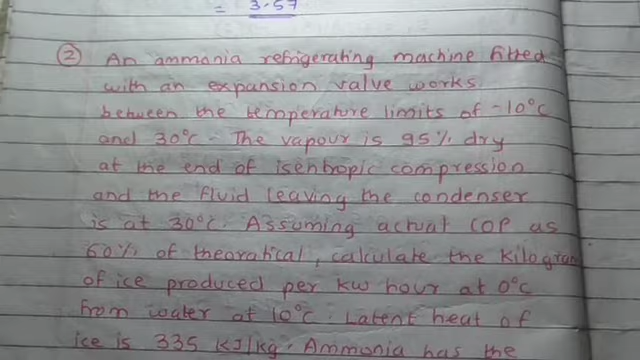 = 3.57
② An ammonia refrigerating machine fitted
with an expansion valve works
between the temperature limits of -10°C
and 30°C. The vapour is 95% dry
at the end of isentropic compression
and the fluid leaving the condenser
is at 30°C. Assuming actual COP as
60% of theoratical, calculate the kilogram
of ice produced per kw hour at 0°C
from water at 10°C. Latent heat of
ice is 335 KJ/kg. Ammonia has the